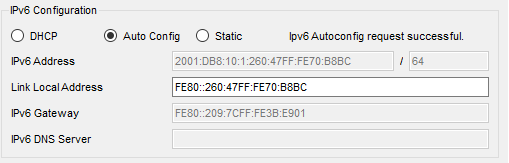 IPv6 Configuration
DHCP Auto Config Static Ipv6 Autoconfig request successful.
IPv6 Address 2001:DB8:10:1:260:47FF:FE70:B8BC / 64
Link Local Address FE80::260:47FF:FE70:B8BC
IPv6 Gateway FE80::209:7CFF:FE3B:E901
IPv6 DNS Server